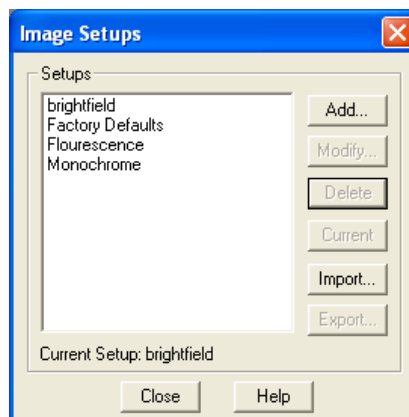 Image Setups
Setups
brightfield
Factory Defaults
Flourescence
Monochrome
Add...
Modify...
Delete
Current
Import...
Export...
Current Setup: brightfield
Close
Help